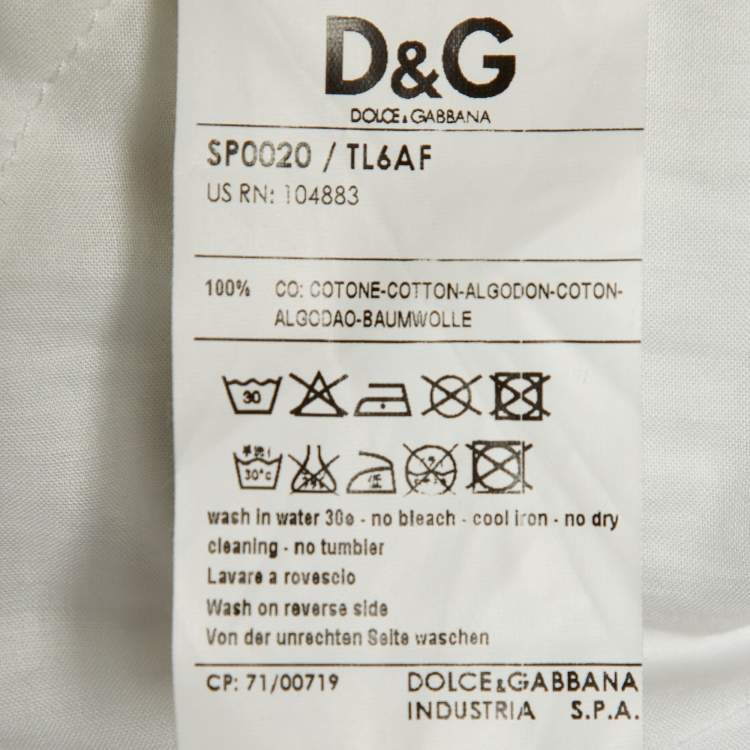 D&G
DOLCE & GABBANA
SP0020 / TL6AF
US RN: 104883
100% CO: COTONE-COTTON-ALGODON-COTON-
ALGODAO-BAUMWOLLE
30
30°c 低
wash in water 30° - no bleach - cool iron - no dry
cleaning - no tumbler
Lavare a rovescio
Wash on reverse side
Von der unrechten Seite waschen
CP: 71/00719 DOLCE & GABBANA
INDUSTRIA S.P.A.